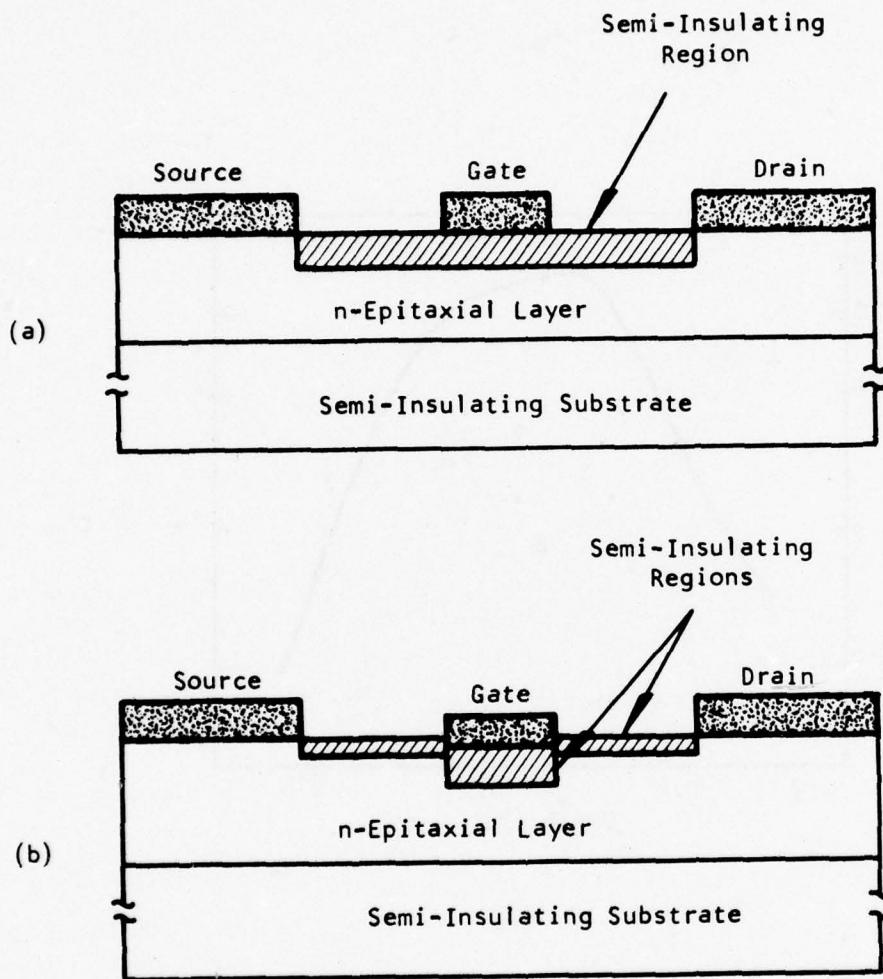 Semi-Insulating
Region
Source
Gate
Drain
n-Epitaxial Layer
(a)
Semi-Insulating Substrate
Semi-Insulating
Regions
Source
Gate
Drain
n-Epitaxial Layer
(b)
Semi-Insulating Substrate